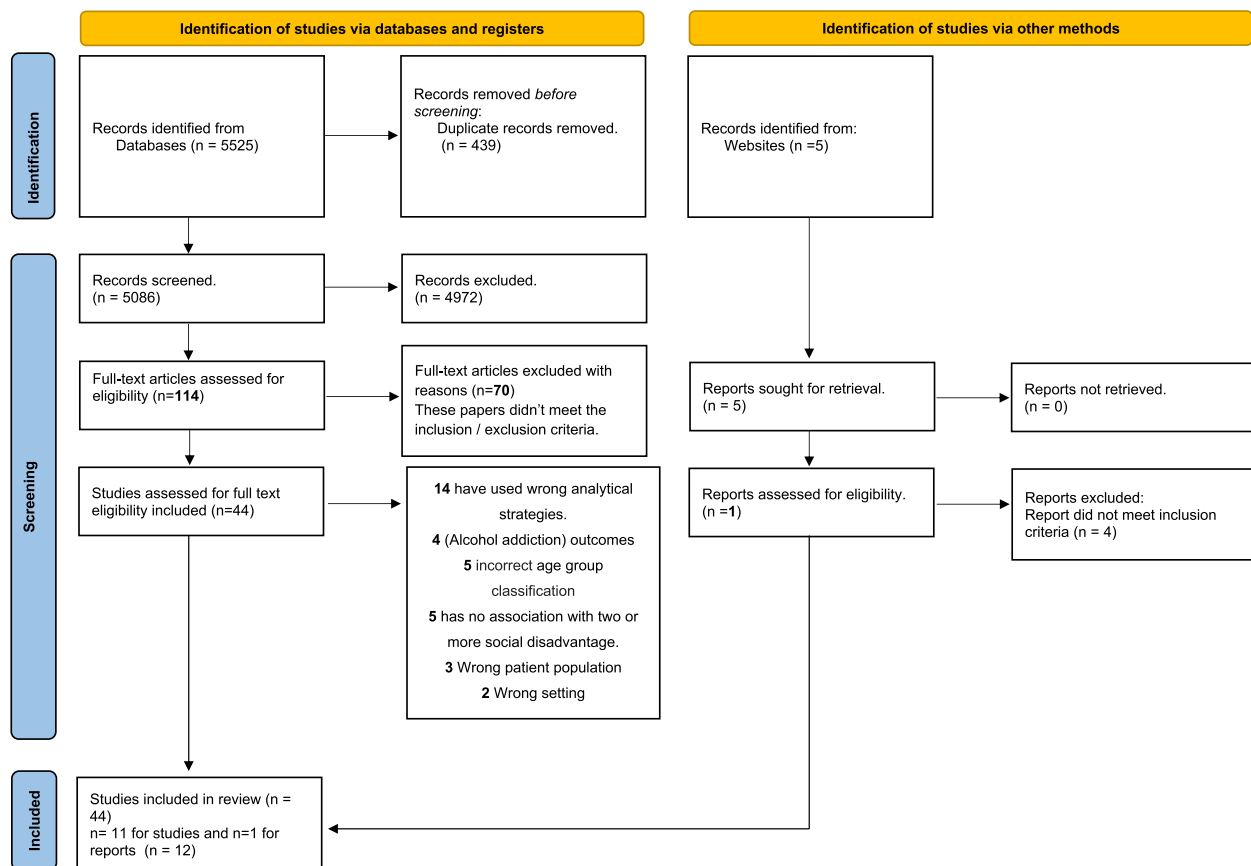 Identification of studies via databases and registers
Identification of studies via other methods
Identification
Records identified from
Databases (n = 5525)
Records removed before
screening:
Duplicate records removed.
(n = 439)
Records identified from:
Websites (n =5)
Screening
Records screened.
(n = 5086)
Records excluded.
(n = 4972)
Full-text articles assessed for
eligibility (n=114)
Full-text articles excluded with
reasons (n=70)
These papers didn’t meet the
inclusion / exclusion criteria.
Reports sought for retrieval.
(n = 5)
Reports not retrieved.
(n = 0)
Studies assessed for full text
eligibility included (n=44)
14 have used wrong analytical
strategies.
4 (Alcohol addiction) outcomes
5 incorrect age group
classification
5 has no association with two or
more social disadvantage.
3 Wrong patient population
2 Wrong setting
Reports assessed for eligibility.
(n =1)
Reports excluded:
Report did not meet inclusion
criteria (n = 4)
Included
Studies included in review (n =
44)
n= 11 for studies and n=1 for
reports (n = 12)